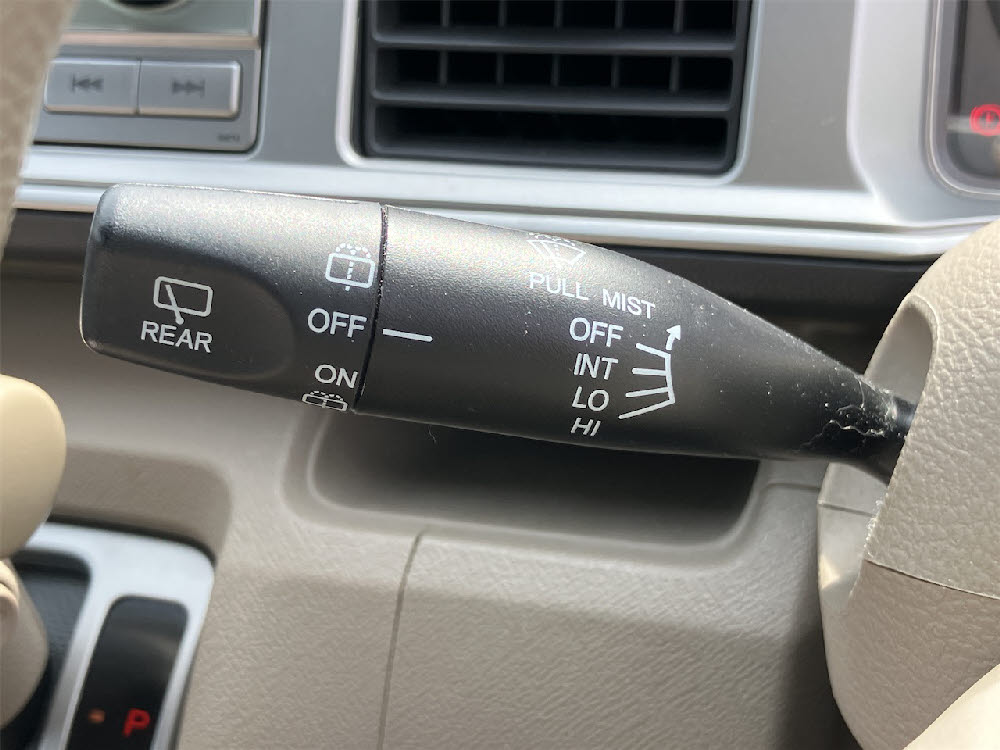 REAR
OFF
ON
PULL MIST
OFF
INT
LO
HI
P